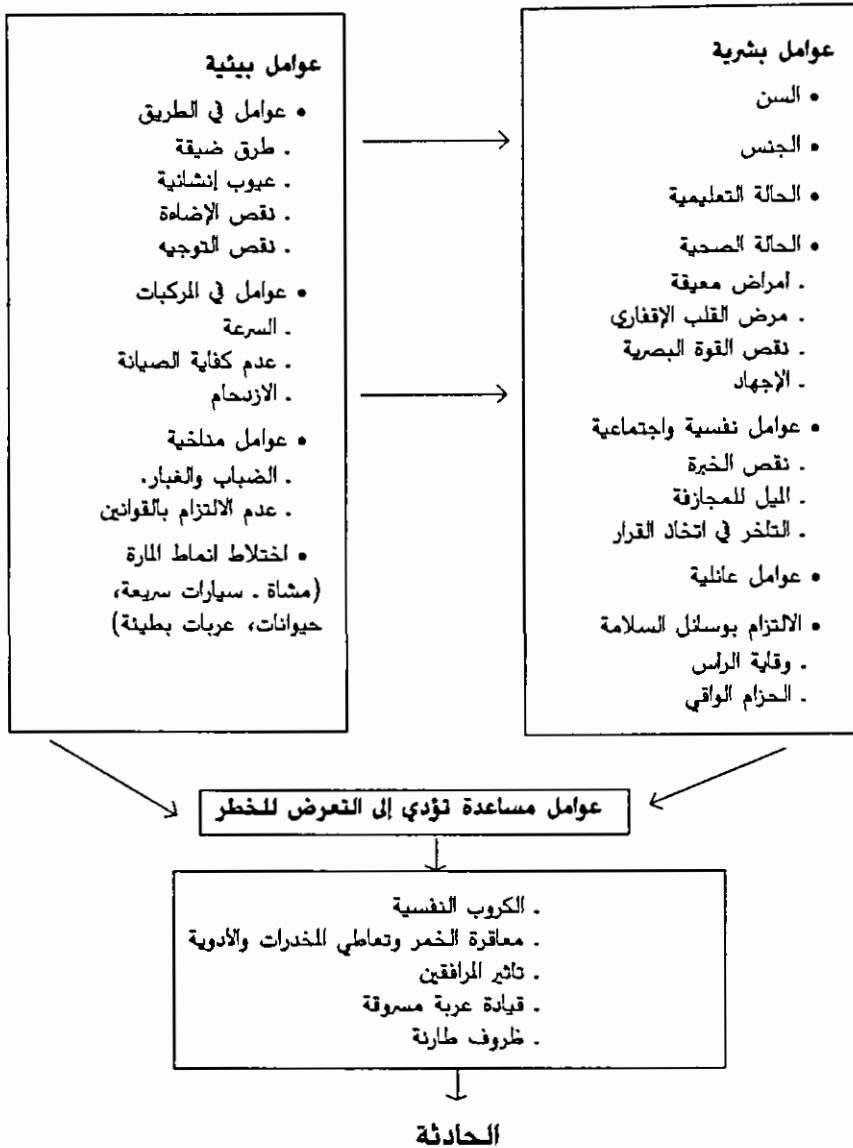 عوامل بشرية
• السن
• الجنس
• الحالة التعليمية
• الحالة الصحية
. امراض معيقة
. مرض القلب الإقفاري
. نقص القوة البصرية
. الإجهاد
• عوامل نفسية واجتماعية
. نقص الخبرة
. الميل للمجازفة
. التلخر في اتخاذ القرار
• عوامل عائلية
• الالتزام بوسائل السلامة
. وقاية الراس
. الحزام الواقي
عوامل بيئية
• عوامل في الطريق
. طرق ضيقة
. عيوب إنشائية
. نقص الإضاءة
. نقص التوجيه
• عوامل في المركبات
. السرعة
. عدم كفاية الصيانة
. الازدحام
• عوامل مناخية
. الضباب والغبار.
. عدم الالتزام بالقوانين
• اختلاط انماط المارة
(مشاة . سيارات سريعة،
حيوانات، عربات بطيئة)
عوامل مساعدة تؤدي إلى التعرض للخطر
. الكروب النفسية
. معاقرة الخمر وتعاطي المخدرات والأدوية
. تاثير المرافقين
. قيادة عربة مسروقة
. ظروف طارئة
الحادثة